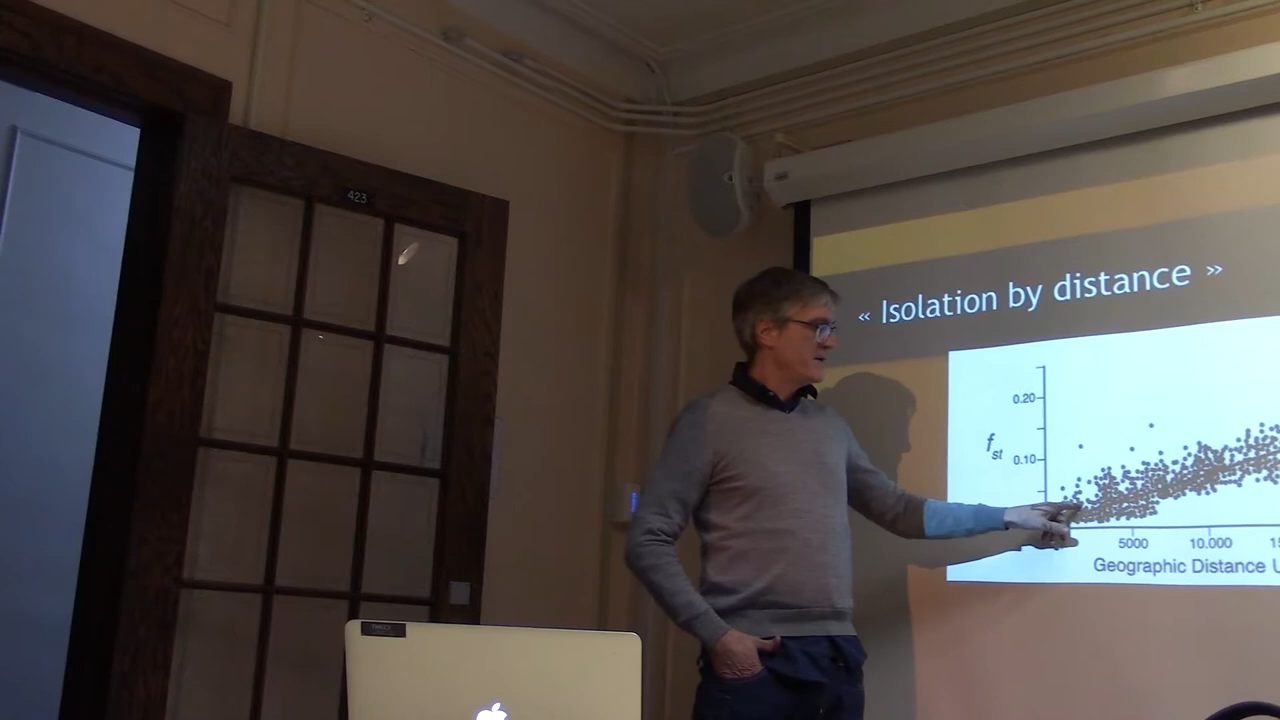 423
« Isolation by distance »
0.20
f st
0.10
5000 10.000
Geographic Distance U